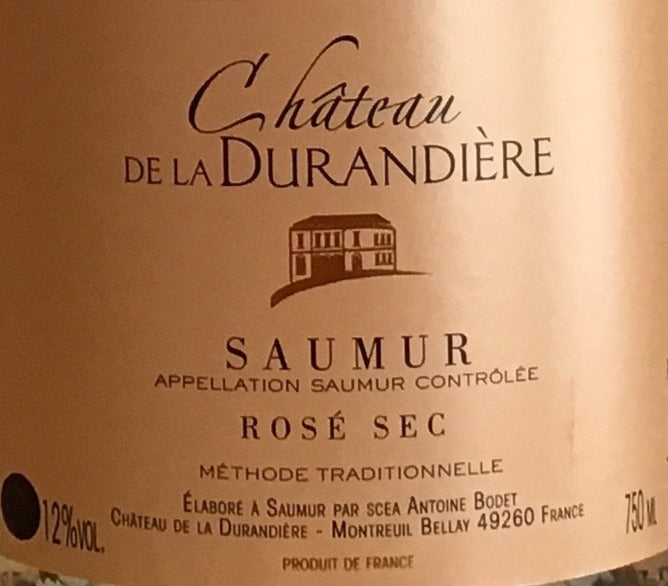 Château
DE LA DURANDIÈRE
SAUMUR
APPELLATION SAUMUR CONTRÔLÉE
ROSÉ SEC
MÉTHODE TRADITIONNELLE
ÉLABORÉ À SAUMUR PAR SCEA ANTOINE BODET
12%VOL. CHÂTEAU DE LA DURANDIÈRE - MONTREUIL BELLAY 49260 FRANCE 750 ML
PRODUIT DE FRANCE